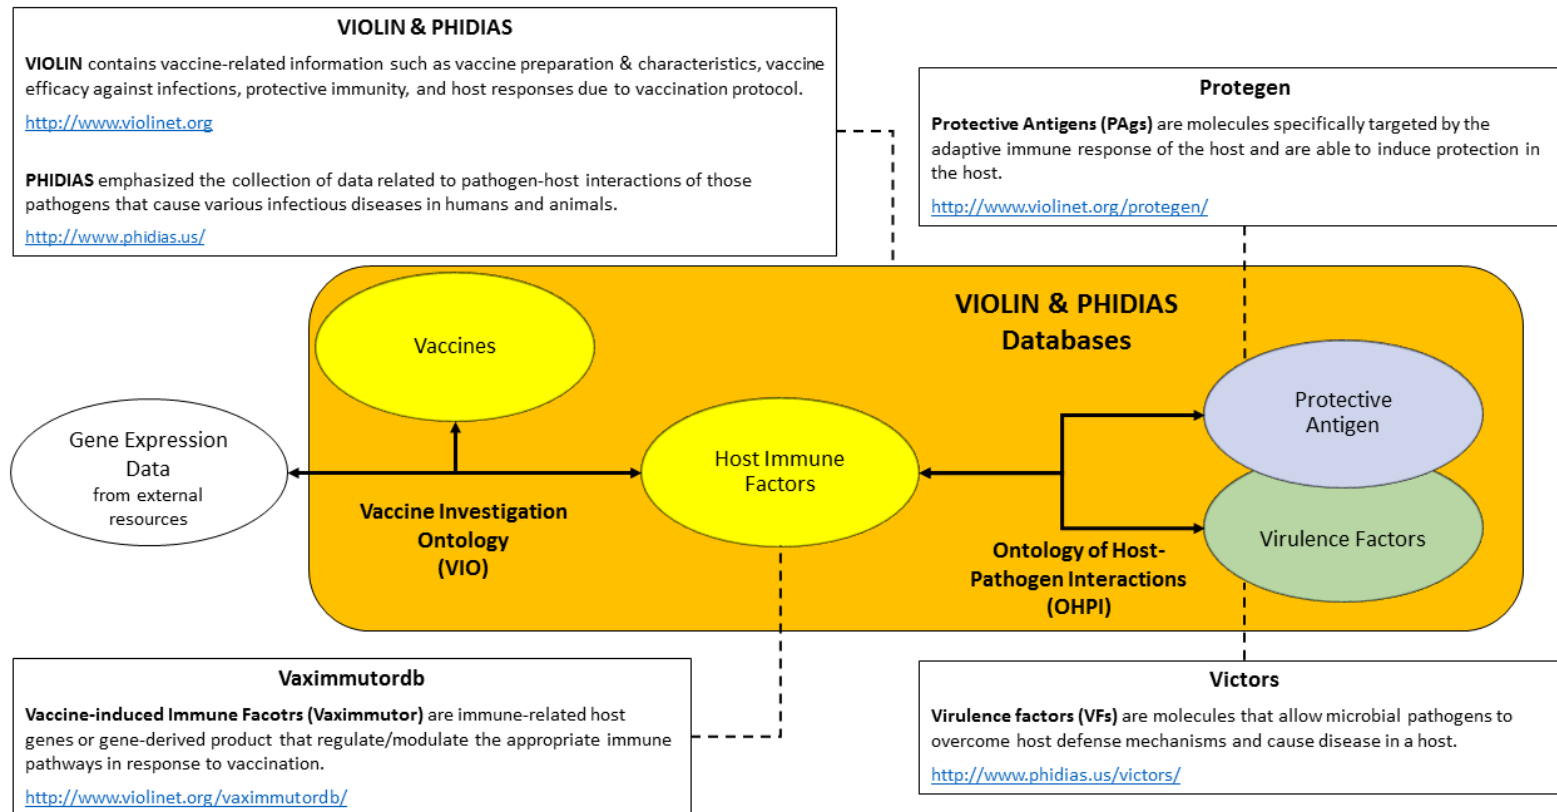 VIOLIN & PHIDIAS
VIOLIN contains vaccine-related information such as vaccine preparation & characteristics, vaccine
efficacy against infections, protective immunity, and host responses due to vaccination protocol.
http://www.violinet.org
PHIDIAS emphasized the collection of data related to pathogen-host interactions of those
pathogens that cause various infectious diseases in humans and animals.
http://www.phidias.us/
Protegen
Protective Antigens (PAgs) are molecules specifically targeted by the
adaptive immune response of the host and are able to induce protection in
the host.
http://www.violinet.org/protegen/
VIOLIN & PHIDIAS
Databases
Vaccines
Gene Expression
Data
from external
resources
Host Immune
Factors
Protective
Antigen
Virulence Factors
Vaccine Investigation
Ontology
(VIO)
Ontology of Host-
Pathogen Interactions
(OHPI)
Vaximmutordb
Vaccine-induced Immune Facotrs (Vaximmutor) are immune-related host
genes or gene-derived product that regulate/modulate the appropriate immune
pathways in response to vaccination.
http://www.violinet.org/vaximmutordb/
Victors
Virulence factors (VFs) are molecules that allow microbial pathogens to
overcome host defense mechanisms and cause disease in a host.
http://www.phidias.us/victors/